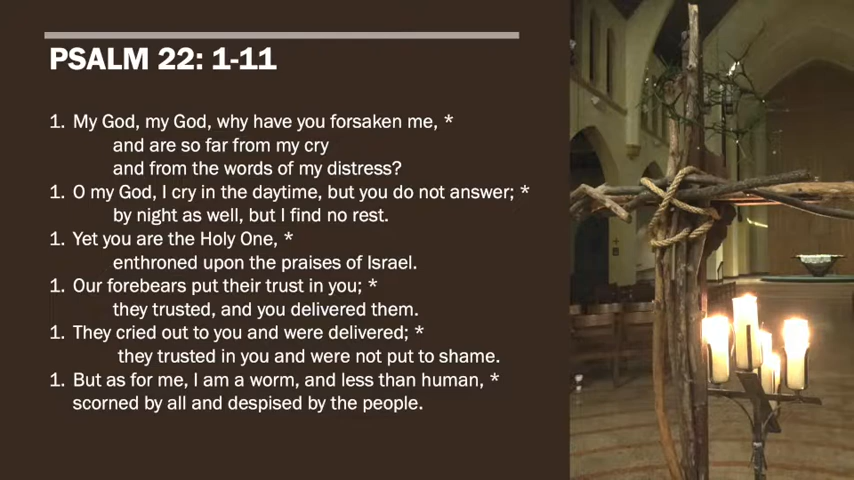 PSALM 22: 1-11
1. My God, my God, why have you forsaken me, *
and are so far from my cry
and from the words of my distress?
1. O my God, I cry in the daytime, but you do not answer; *
by night as well, but I find no rest.
1. Yet you are the Holy One, *
enthroned upon the praises of Israel.
1. Our forebears put their trust in you; *
they trusted, and you delivered them.
1. They cried out to you and were delivered; *
they trusted in you and were not put to shame.
1. But as for me, I am a worm, and less than human, *
scorned by all and despised by the people.